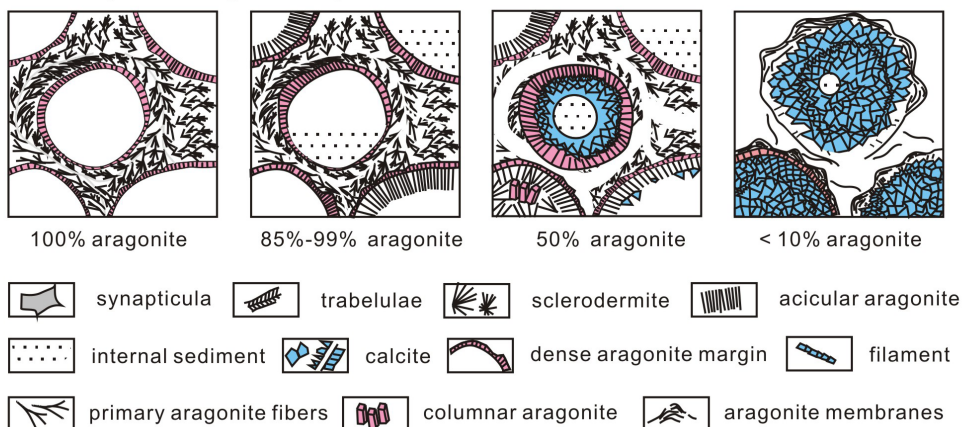 100% aragonite 85%-99% aragonite 50% aragonite < 10% aragonite
synapticula trabelulae sclerodermite acicular aragonite
internal sediment calcite dense aragonite margin filament
primary aragonite fibers columnar aragonite aragonite membranes